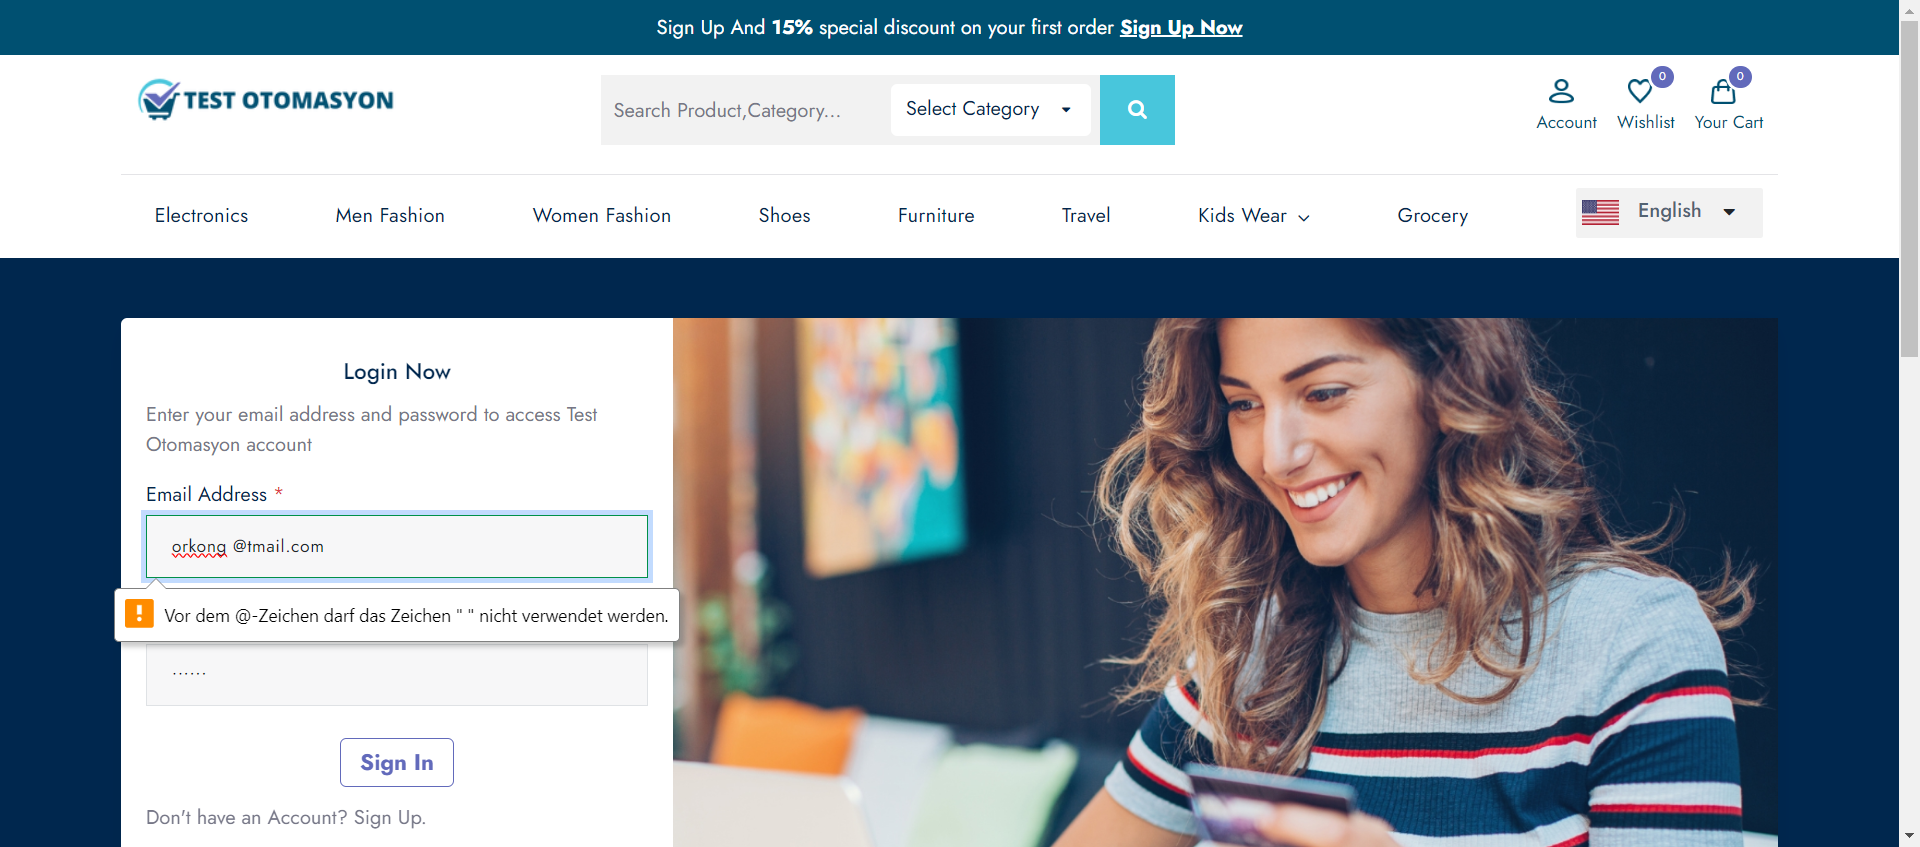 Sign Up And 15% special discount on your first order Sign Up Now
TEST OTOMASYON
Search Product,Category...
Select Category
0
0
Account
Wishlist
Your Cart
Electronics
Men Fashion
Women Fashion
Shoes
Furniture
Travel
Kids Wear
Grocery
English
Login Now
Enter your email address and password to access Test
Otomasyon account
Email Address *
orkong @tmail.com
Vor dem @-Zeichen darf das Zeichen " " nicht verwendet werden.
Sign In
Don't have an Account? Sign Up.